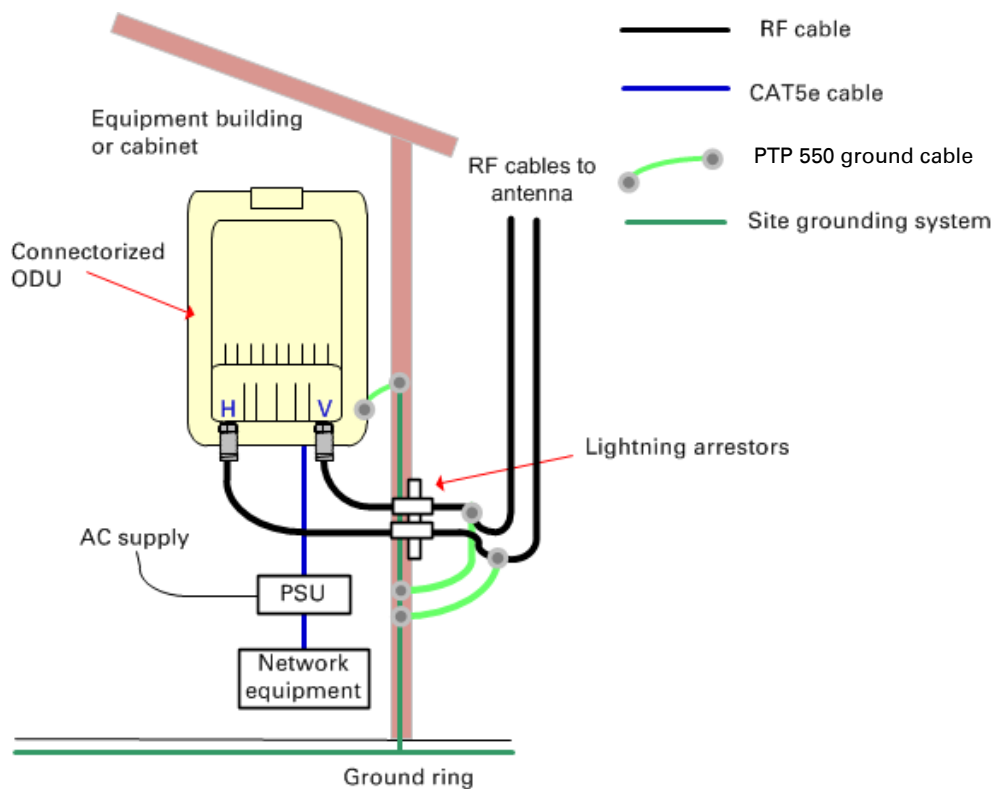 RF cable
CAT5e cable
PTP 550 ground cable
Site grounding system
Equipment building
or cabinet
RF cables to
antenna
Connectorized
ODU
H
V
Lightning arrestors
AC supply
PSU
Network
equipment
Ground ring